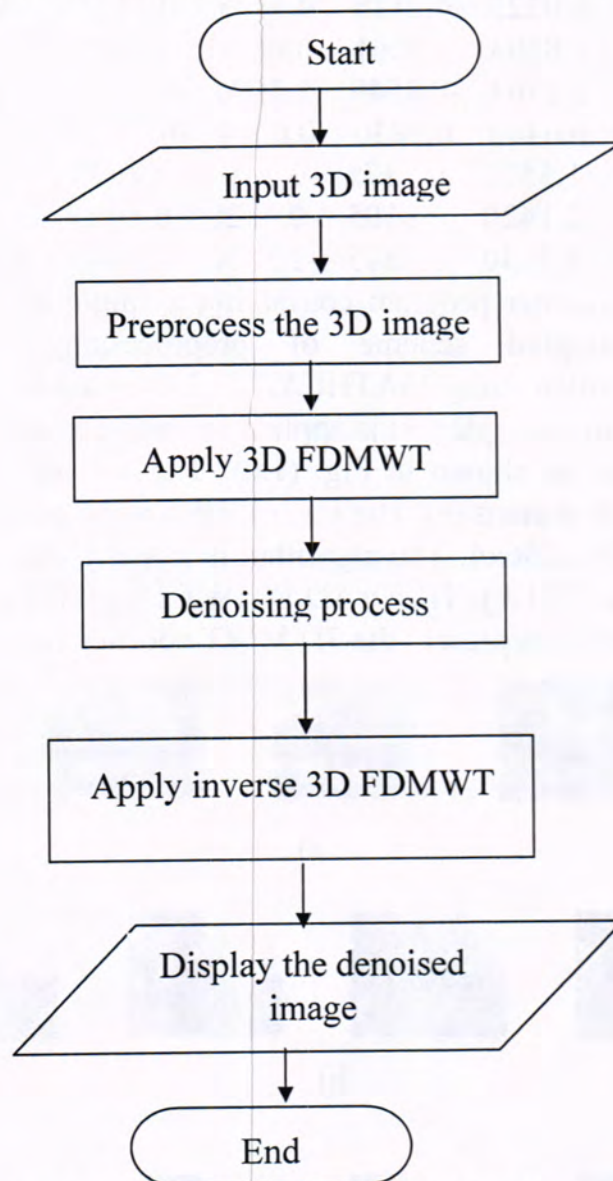 Start
Input 3D image
Preprocess the 3D image
Apply 3D FDMWT
Denoising process
Apply inverse 3D FDMWT
Display the denoised
image
End